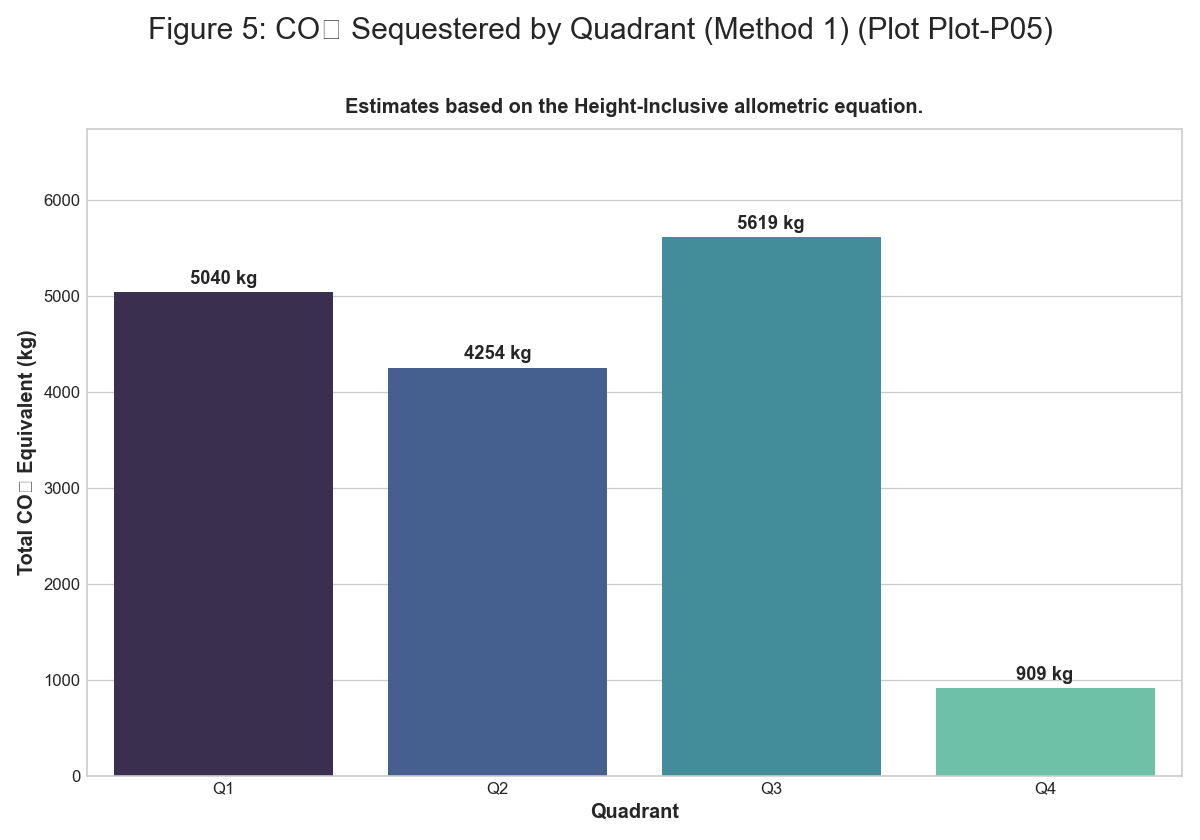 Figure 5: CO□ Sequestered by Quadrant (Method 1) (Plot Plot-P05)
Estimates based on the Height-Inclusive allometric equation.
Total CO□ Equivalent (kg)
6000
5000
4000
3000
2000
1000
0
5040 kg
4254 kg
5619 kg
909 kg
Q1
Q2
Q3
Q4
Quadrant